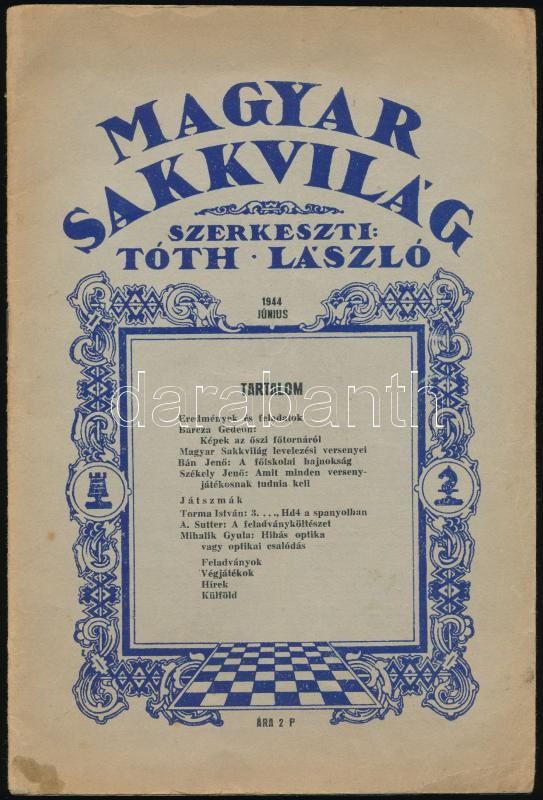 MAGYAR
SAKKVILÁG
SZERKESZTI:
TÓTH · LÁSZLÓ
1944
JÚNIUS
TARTALOM
darabanth
Eredmények és feladatok
Barcza Gedeon:
Képek az őszi főtornáról
Magyar Sakkvilág levelezési versenyei
Bán Jenő: A főiskolai bajnokság
Székely Jenő: Amit minden verseny-
játékosnak tudnia kell
Játszmák
Torma István: 3. . . ., Hd4 a spanyolban
A. Sutter: A feladványköltészet
Mihalik Gyula: Hibás optika
vagy optikai csalódás
Feladványok
Végjátékok
Hírek
Külföld
ÁRA 2 P